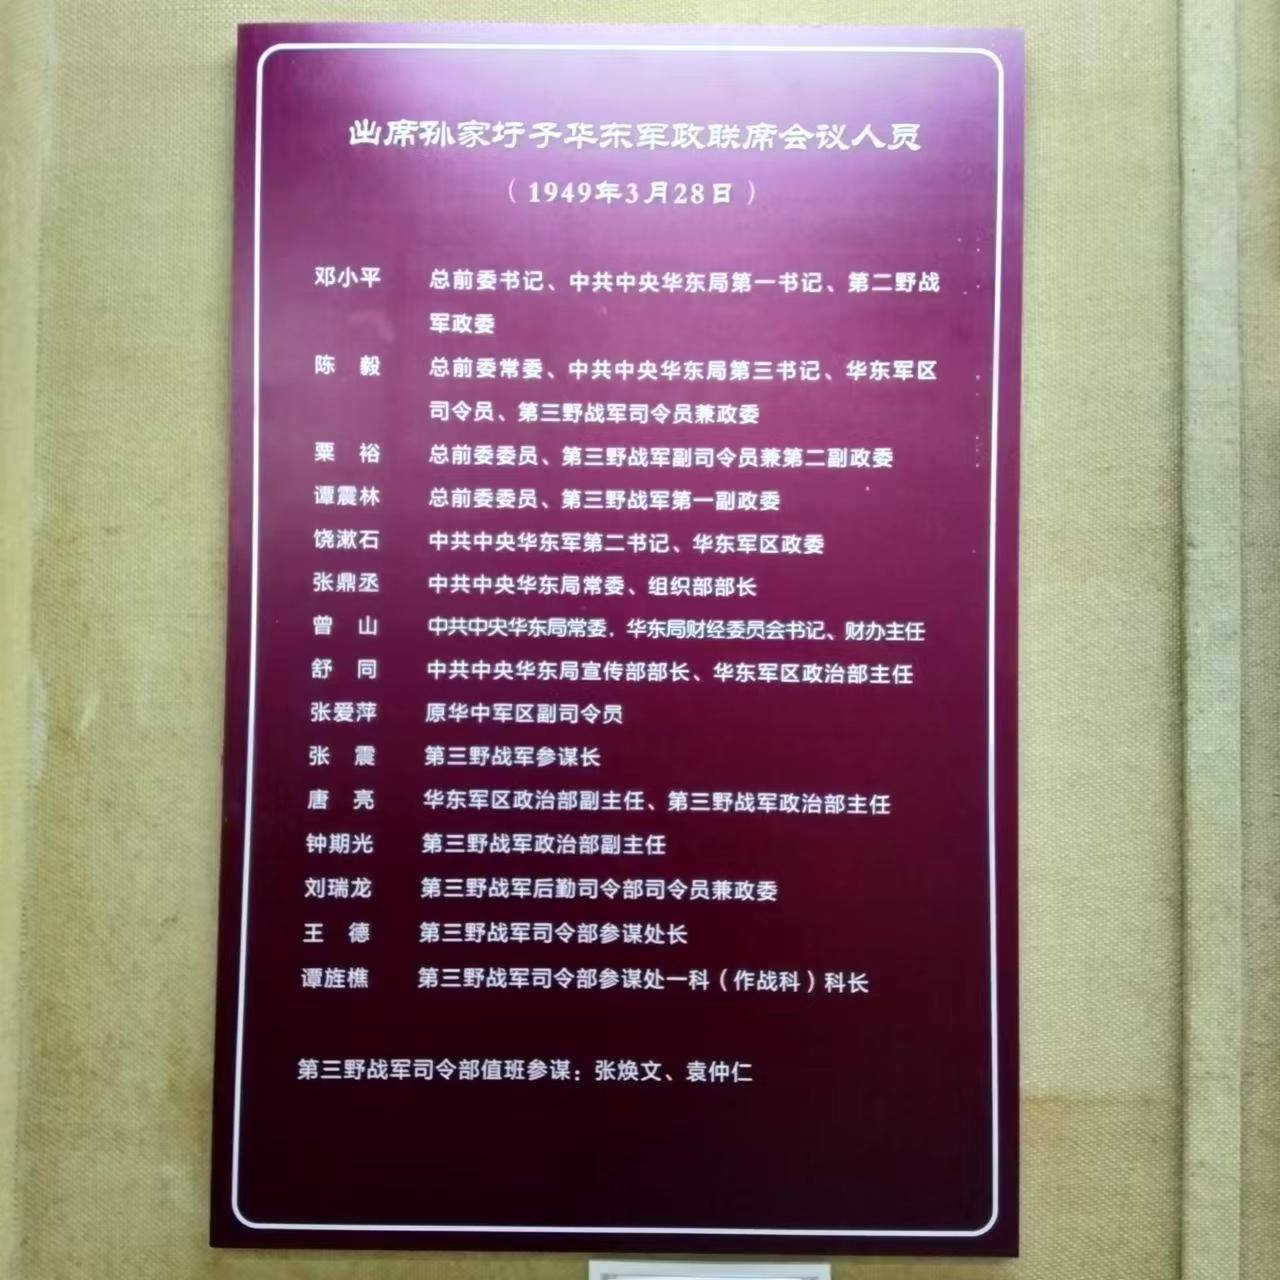 出席孙家圩子华东军政联席会议人员
（1949年3月28日）
邓小平 总前委书记、中共中央华东局第一书记、第二野战
军政委
陈 毅 总前委常委、中共中央华东局第三书记、华东军区
司令员、第三野战军司令员兼政委
粟 裕 总前委委员、第三野战军副司令员兼第二副政委
谭震林 总前委委员、第三野战军第一副政委
饶漱石 中共中央华东军第二书记、华东军区政委
张鼎丞 中共中央华东局常委、组织部部长
曾 山 中共中央华东局常委，华东局财经委员会书记、财办主任
舒 同 中共中央华东局宣传部部长、华东军区政治部主任
张爱萍 原华中军区副司令员
张 震 第三野战军参谋长
唐 亮 华东军区政治部副主任、第三野战军政治部主任
钟期光 第三野战军政治部副主任
刘瑞龙 第三野战军后勤司令部司令员兼政委
王 德 第三野战军司令部参谋处长
谭旌樵 第三野战军司令部参谋处一科（作战科）科长
第三野战军司令部值班参谋：张焕文、袁仲仁